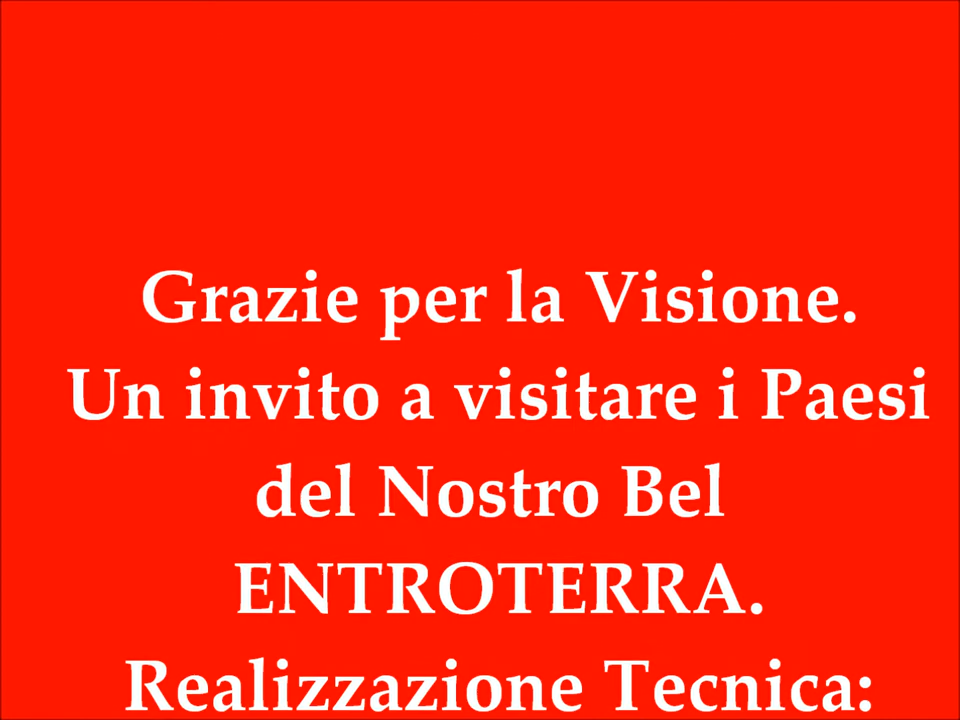 Grazie per la Visione.
Un invito a visitare i Paesi
del Nostro Bel
ENTROTERRA.
Realizzazione Tecnica: